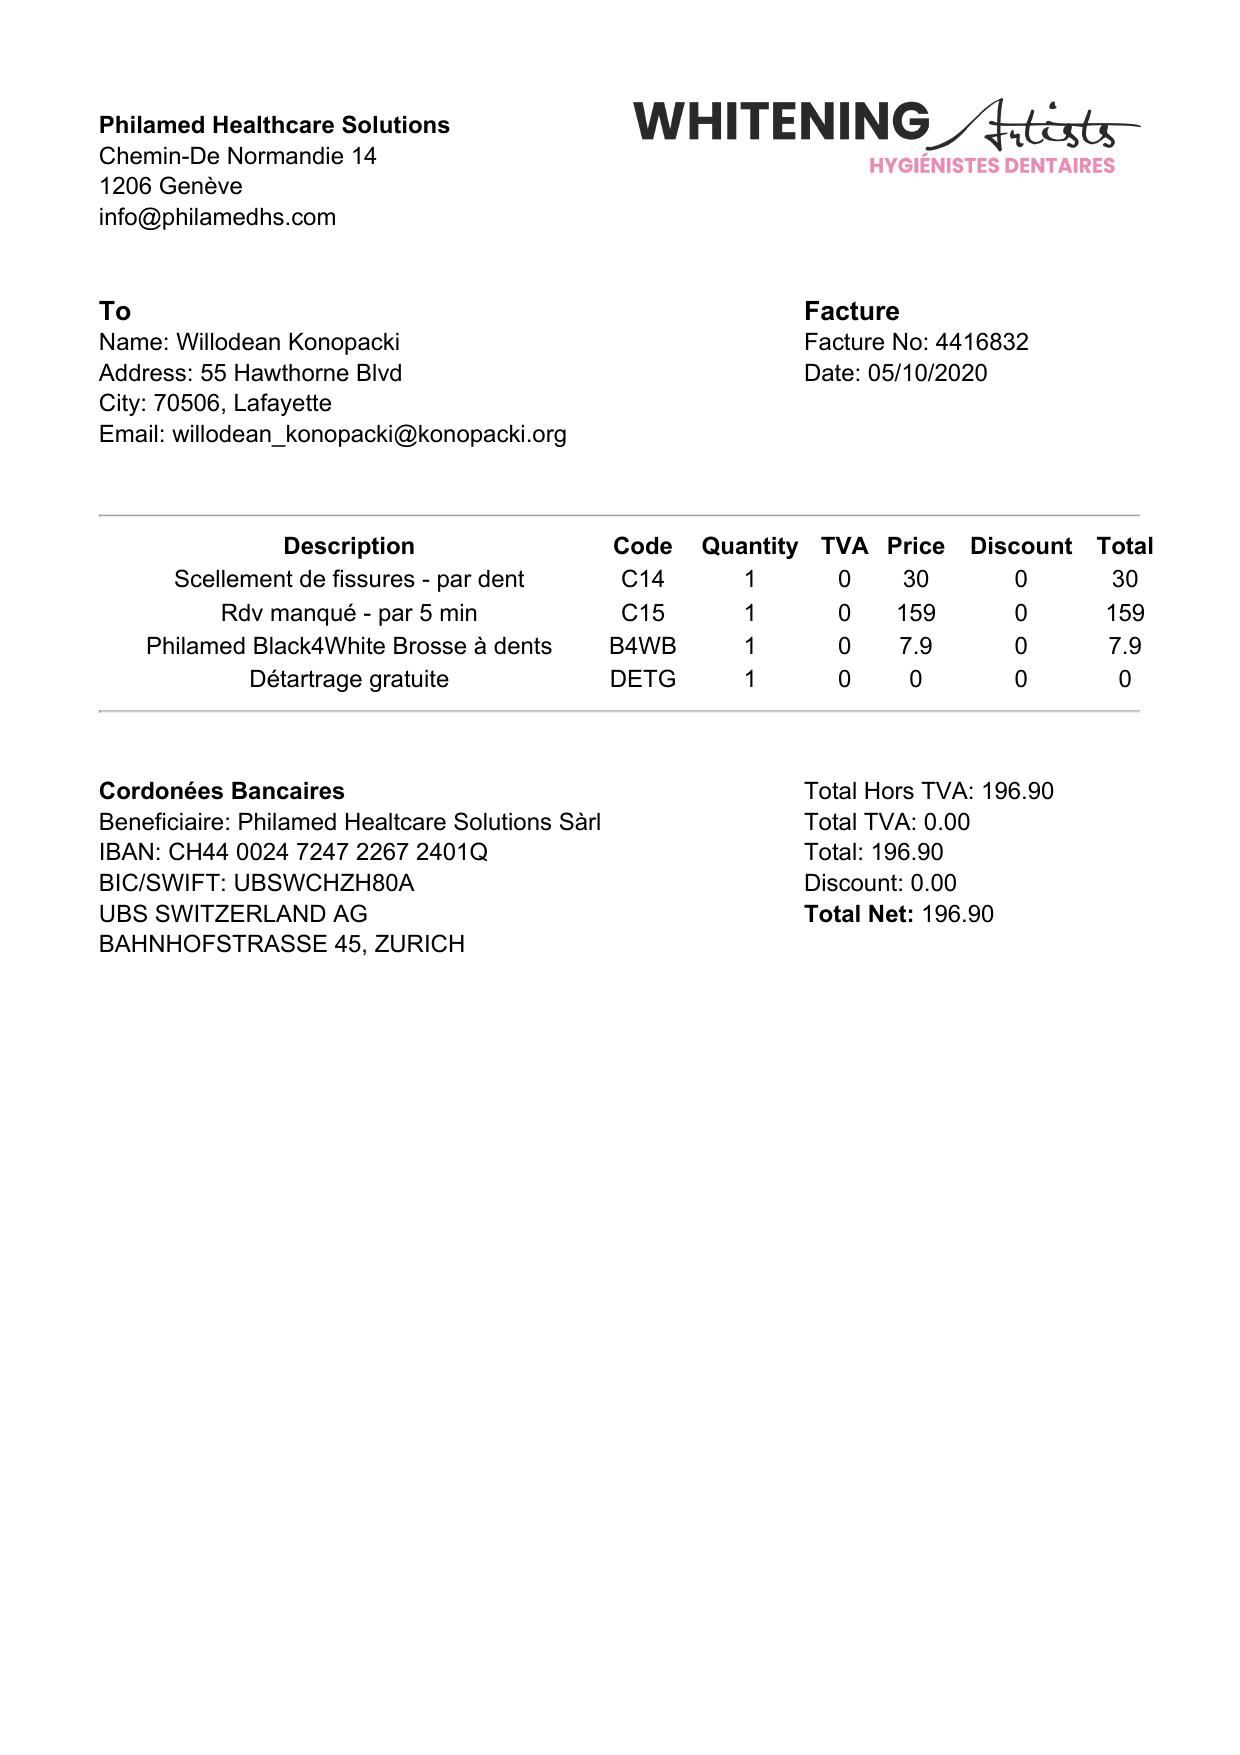 Philamed Healthcare Solutions
Chemin-De Normandie 14
1206 Genève
info@philamedhs.com
WHITENING Artists
HYGIÉNISTES DENTAIRES
To
Name: Willodean Konopacki
Address: 55 Hawthorne Blvd
City: 70506, Lafayette
Email: willodean_konopacki@konopacki.org
Facture
Facture No: 4416832
Date: 05/10/2020
Description Code Quantity TVA Price Discount Total
Scellement de fissures - par dent C14 1 0 30 0 30
Rdv manqué - par 5 min C15 1 0 159 0 159
Philamed Black4White Brosse à dents B4WB 1 0 7.9 0 7.9
Détartrage gratuite DETG 1 0 0 0 0
Cordonées Bancaires
Beneficiaire: Philamed Healtcare Solutions Sàrl
IBAN: CH44 0024 7247 2267 2401Q
BIC/SWIFT: UBSWCHZH80A
UBS SWITZERLAND AG
BAHNHOFSTRASSE 45, ZURICH
Total Hors TVA: 196.90
Total TVA: 0.00
Total: 196.90
Discount: 0.00
Total Net: 196.90